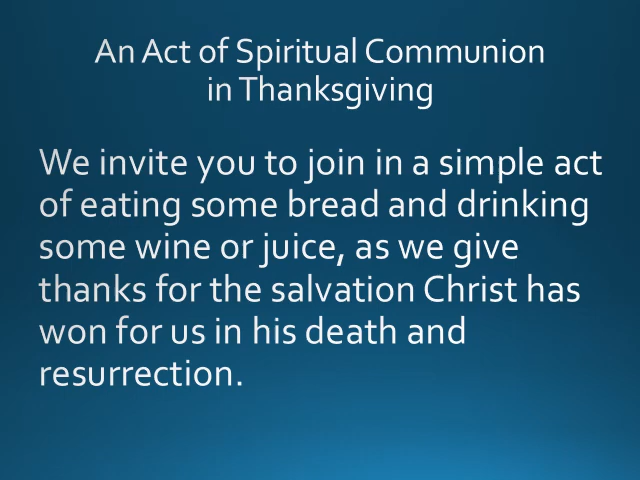 An Act of Spiritual Communion
in Thanksgiving
We invite you to join in a simple act
of eating some bread and drinking
some wine or juice, as we give
thanks for the salvation Christ has
won for us in his death and
resurrection.